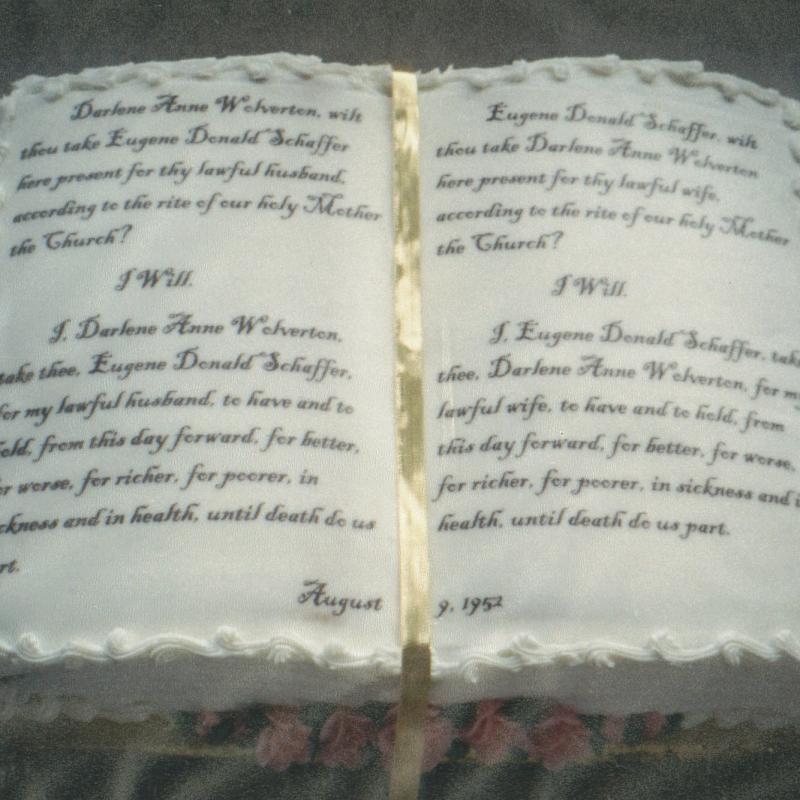 Darlene Anne Wolverton, wilt
thou take Eugene Donald Schaffer
here present for thy lawful husband,
according to the rite of our holy Mother
the Church?
I Will.
I, Darlene Anne Wolverton,
take thee, Eugene Donald Schaffer,
for my lawful husband, to have and to
hold, from this day forward, for better,
for worse, for richer, for poorer, in
sickness and in health, until death do us
part.
August
Eugene Donald Schaffer, wilt
thou take Darlene Anne Wolverton
here present for thy lawful wife,
according to the rite of our holy Mother
the Church?
I Will.
I, Eugene Donald Schaffer, take
thee, Darlene Anne Wolverton, for my
lawful wife, to have and to hold, from
this day forward, for better, for worse,
for richer, for poorer, in sickness and in
health, until death do us part.
9, 1952